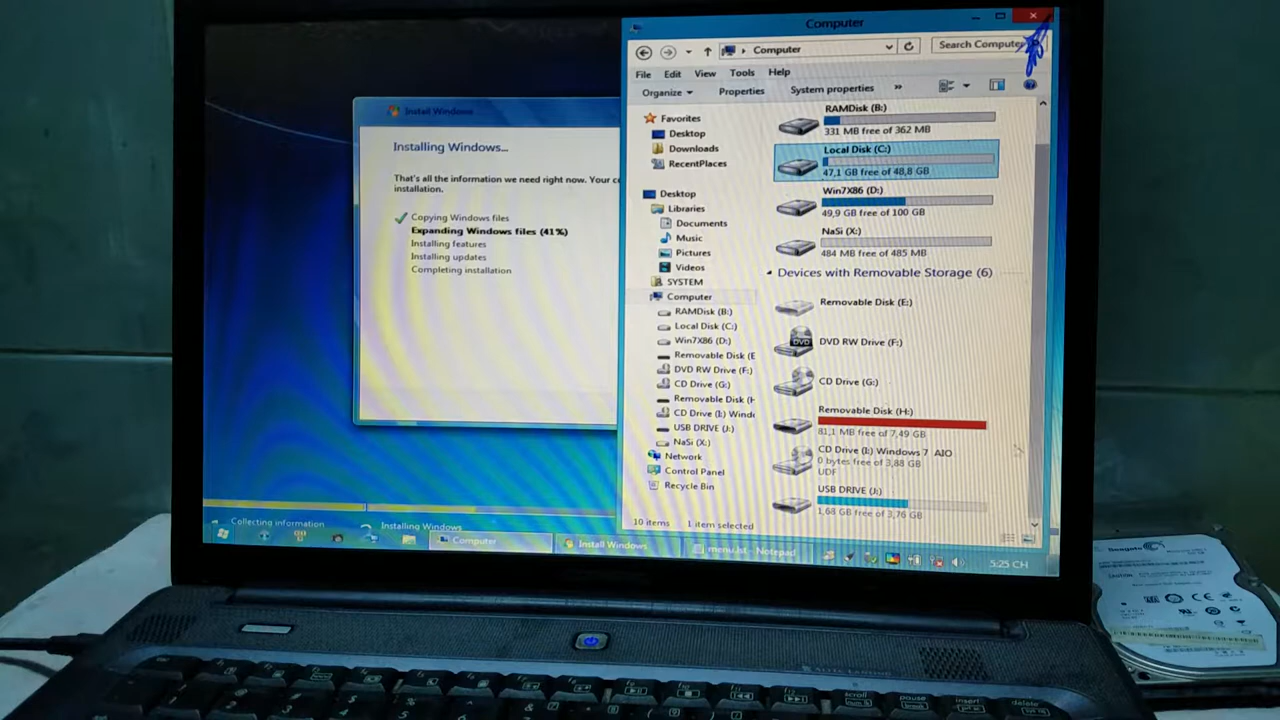 Install Windows
Installing Windows...
That's all the information we need right now. Your c
installation.
Copying Windows files
Expanding Windows files (41%)
Installing features
Installing updates
Completing installation
Collecting information
Installing Windows
Computer
Computer
Search Computer
File Edit View Tools Help
Organize Properties System properties »
Favorites
Desktop
Downloads
RecentPlaces
Desktop
Libraries
Documents
Music
Pictures
Videos
SYSTEM
Computer
RAMDisk (B:)
Local Disk (C:)
Win7X86 (D:)
Removable Disk (E
DVD RW Drive (F:)
CD Drive (G:)
Removable Disk (H
CD Drive (I:) Windo
USB DRIVE (J:)
NaSi (X:)
Network
Control Panel
Recycle Bin
RAMDisk (B:)
331 MB free of 362 MB
Local Disk (C:)
47,1 GB free of 48,8 GB
Win7X86 (D:)
49,9 GB free of 100 GB
NaSi (X:)
484 MB free of 485 MB
Devices with Removable Storage (6)
Removable Disk (E:)
DVD
DVD RW Drive (F:)
CD Drive (G:)
Removable Disk (H:)
81,1 MB free of 7,49 GB
CD Drive (I:) Windows 7 AIO
0 bytes free of 3,88 GB
UDF
USB DRIVE (J:)
1,68 GB free of 3,76 GB
10 items 1 item selected
Computer
Install Windows
menu.lst - Notepad
5:25 CH
Seagate
SATA
scroll
pause
break
insert
delete